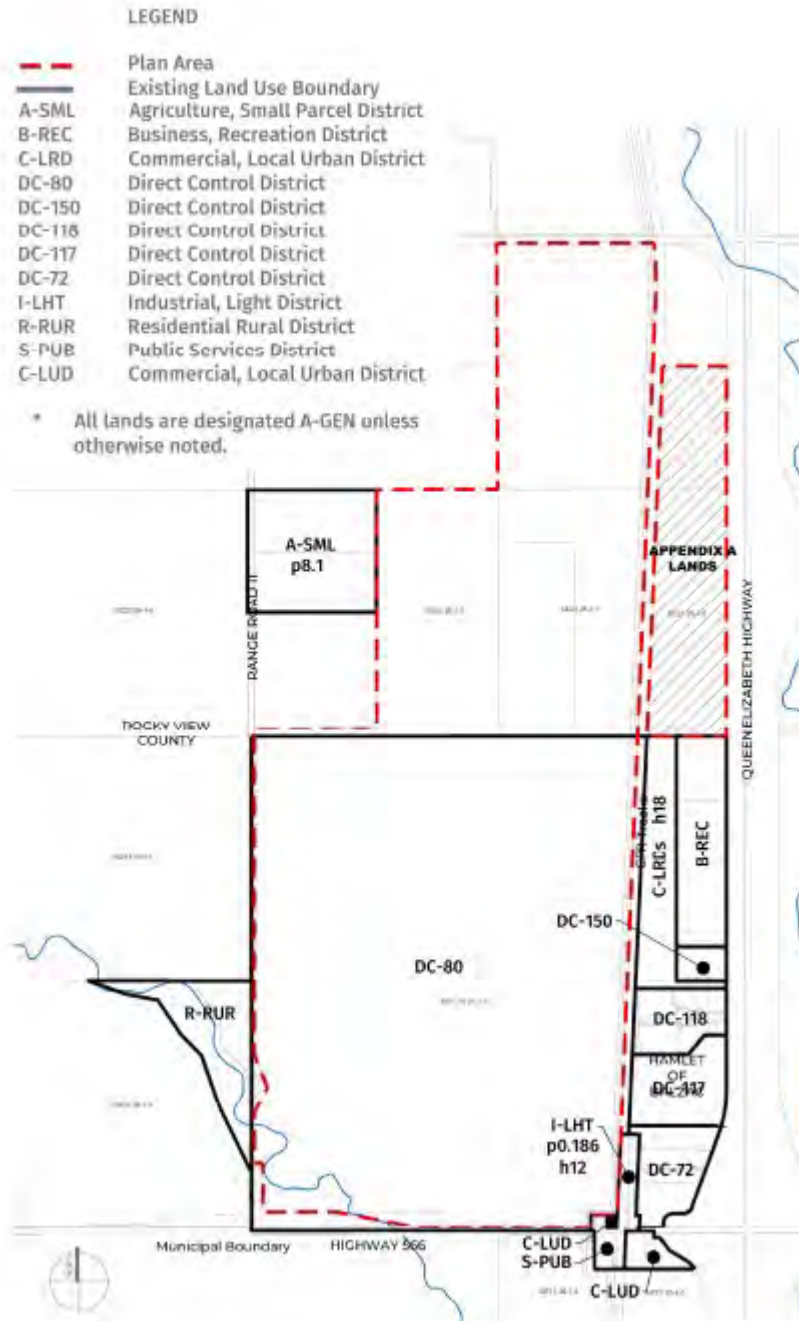 LEGEND
Plan Area
Existing Land Use Boundary
A-SML Agriculture, Small Parcel District
B-REC Business, Recreation District
C-LRD Commercial, Local Urban District
DC-80 Direct Control District
DC-150 Direct Control District
DC-118 Direct Control District
DC-117 Direct Control District
DC-72 Direct Control District
I-LHT Industrial, Light District
R-RUR Residential Rural District
S-PUB Public Services District
C-LUD Commercial, Local Urban District
* All lands are designated A-GEN unless
otherwise noted.
A-SML
p8.1
APPENDIX A
LANDS
RANGE ROAD 11
QUEEN ELIZABETH HIGHWAY
ROCKY VIEW
COUNTY
C-LRDs h18
B-REC
DC-150
DC-80
R-RUR
DC-118
HAMLET
OF
DC-117
I-LHT
p0.186
h12
DC-72
Municipal Boundary HIGHWAY 566
C-LUD
S-PUB
C-LUD